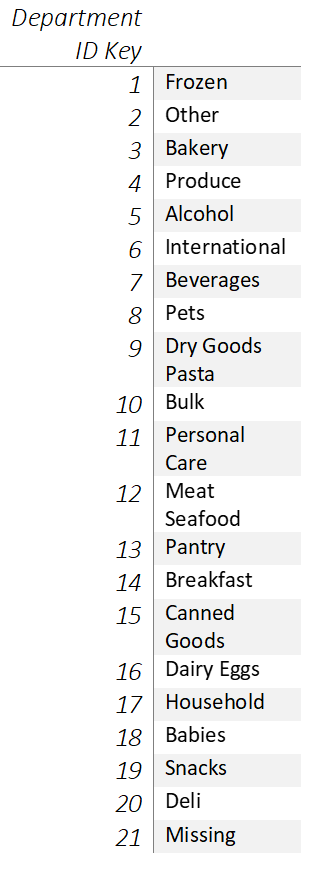 Department
ID Key
1 Frozen
2 Other
3 Bakery
4 Produce
5 Alcohol
6 International
7 Beverages
8 Pets
9 Dry Goods
Pasta
10 Bulk
11 Personal
Care
12 Meat
Seafood
13 Pantry
14 Breakfast
15 Canned
Goods
16 Dairy Eggs
17 Household
18 Babies
19 Snacks
20 Deli
21 Missing